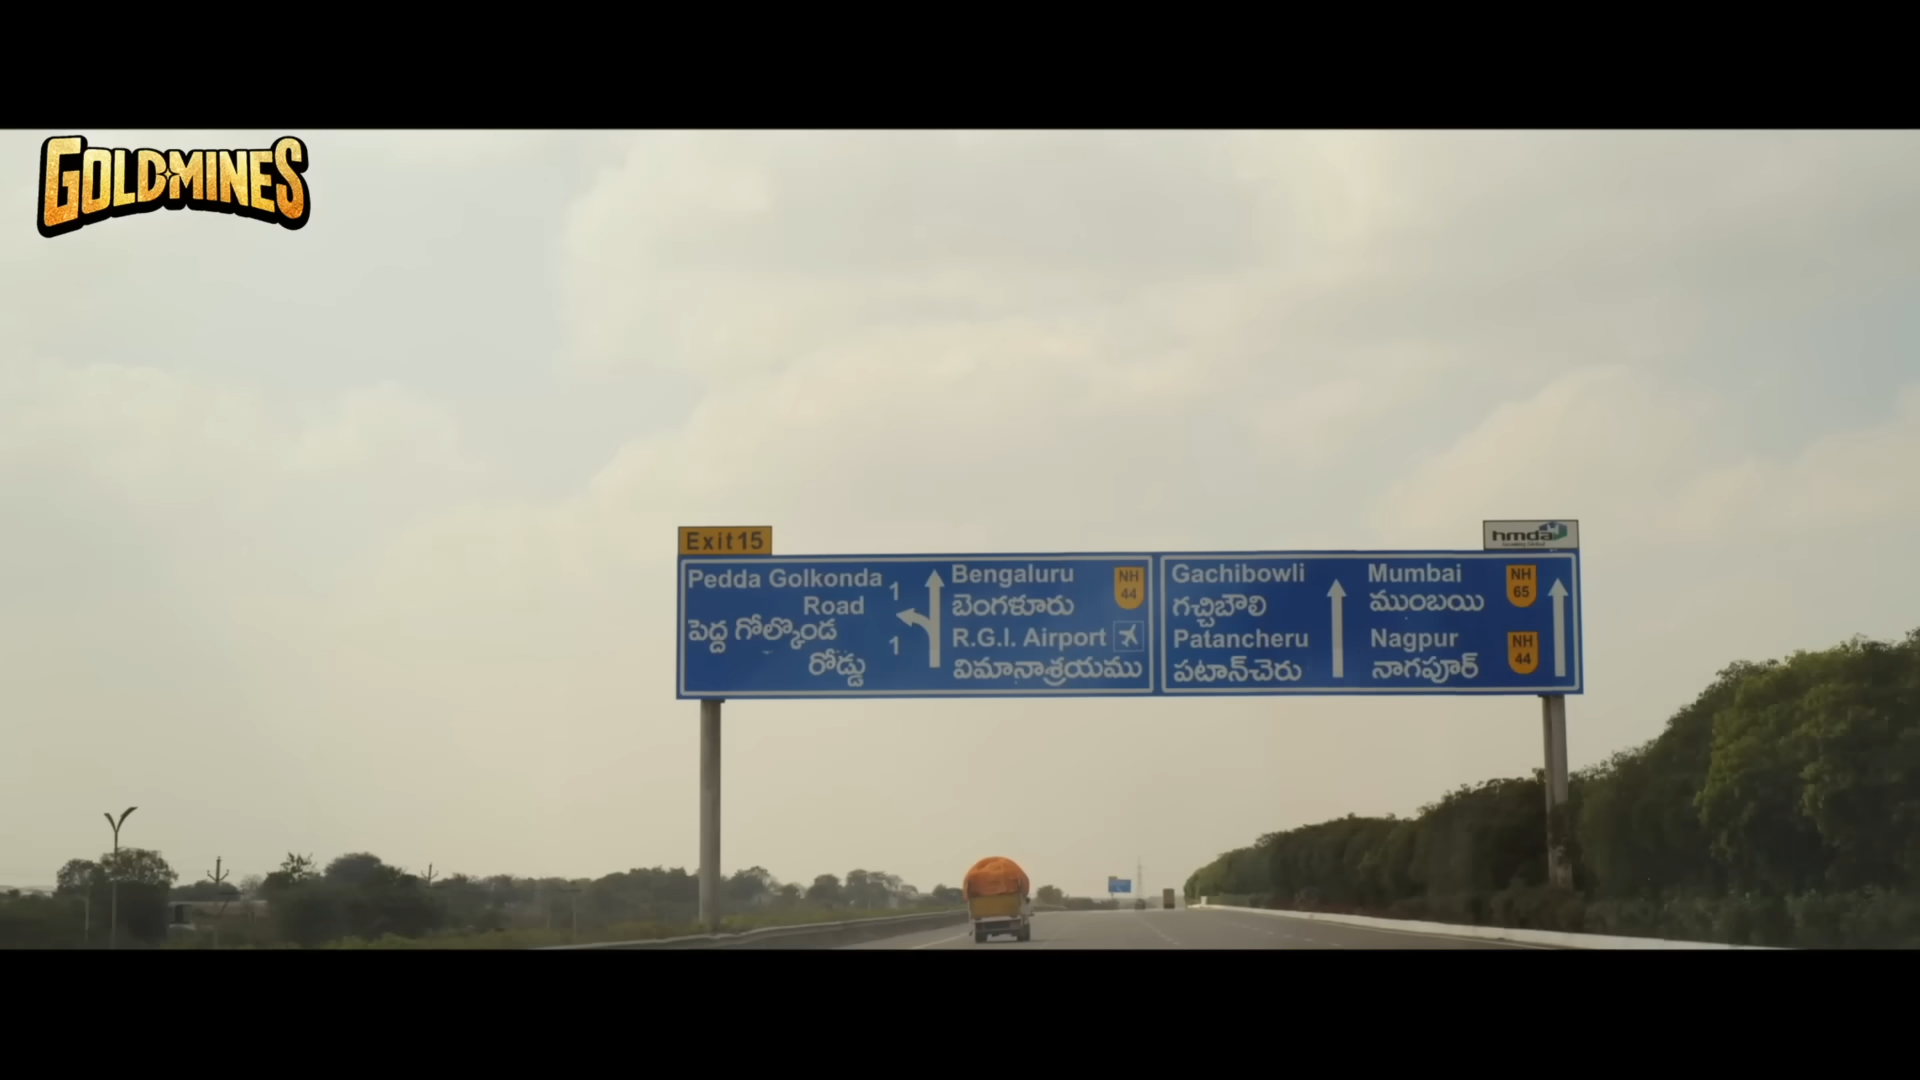 GOLDMINES
Exit 15
hmda
Pedda Golkonda 1
Road
పెద్ద గోల్కొండ
రోడ్డు 1
Bengaluru NH 44
బెంగళూరు
R.G.I. Airport
విమానాశ్రయము
Gachibowli
గచ్చిబౌలి
Patancheru
పటాన్‌చెరు
Mumbai NH 65
ముంబయి
Nagpur NH 44
నాగపూర్